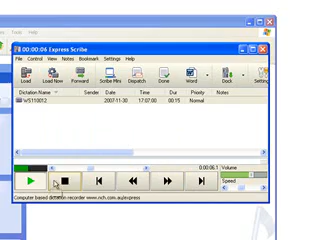 00:00:06 Express Scribe
File Control View Notes Bookmark Settings Help
Load Load Now Forward Scribe Mini Dispatch Done Word Dock Settin
Dictation Name Sender Date Time Dur Priority Notes
WS110012 2007-11-30 17:07:00 00:15 Normal
0:00:06.1 Volume
Speed
Computer based dictation recorder www.nch.com.au/express